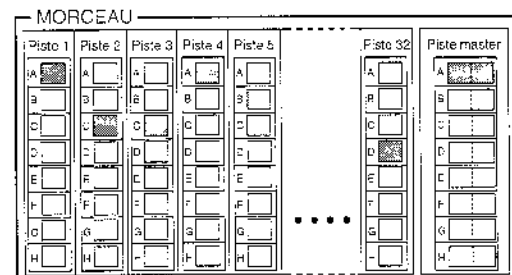 MORCEAU
Piste 1 Piste 2 Piste 3 Piste 4 Piste 5 Piste 32 Piste master
A A A A A A A
B B B B B B B
C C C C C C C
D D D D D D D
E E E E E E E
F F F F F F F
G G G G G G G
H H H H H H H